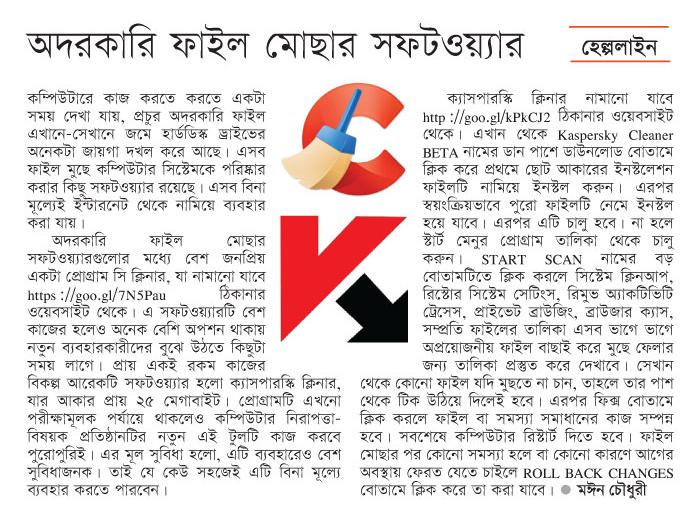 অদরকারি ফাইল মোছার সফটওয়্যার
হেল্পলাইন
কম্পিউটারে কাজ করতে করতে একটা
সময় দেখা যায়, প্রচুর অদরকারি ফাইল
এখানে-সেখানে জমে হার্ডডিস্ক ড্রাইভের
অনেকটা জায়গা দখল করে আছে। এসব
ফাইল মুছে কম্পিউটার সিস্টেমকে পরিষ্কার
করার কিছু সফটওয়্যার রয়েছে। এসব বিনা
মূল্যেই ইন্টারনেট থেকে নামিয়ে ব্যবহার
করা যায়।
অদরকারি ফাইল মোছার
সফটওয়্যারগুলোর মধ্যে বেশ জনপ্রিয়
একটা প্রোগ্রাম সি ক্লিনার, যা নামানো যাবে
https ://goo.gl/7N5Pau ঠিকানার
ওয়েবসাইট থেকে। এ সফটওয়্যারটি বেশ
কাজের হলেও অনেক বেশি অপশন থাকায়
নতুন ব্যবহারকারীদের বুঝে উঠতে কিছুটা
সময় লাগে। প্রায় একই রকম কাজের
বিকল্প আরেকটি সফটওয়্যার হলো ক্যাসপারস্কি ক্লিনার,
যার আকার প্রায় ২৫ মেগাবাইট। প্রোগ্রামটি এখনো
পরীক্ষামূলক পর্যায়ে থাকলেও কম্পিউটার নিরাপত্তা-
বিষয়ক প্রতিষ্ঠানটির নতুন এই টুলটি কাজ করবে
পুরোপুরিই। এর মূল সুবিধা হলো, এটি ব্যবহারেও বেশ
সুবিধাজনক। তাই যে কেউ সহজেই এটি বিনা মূল্যে
ব্যবহার করতে পারবেন।
ক্যাসপারস্কি ক্লিনার নামানো যাবে
http ://goo.gl/kPkCJ2 ঠিকানার ওয়েবসাইট
থেকে। এখান থেকে Kaspersky Cleaner
BETA নামের ডান পাশে ডাউনলোড বোতামে
ক্লিক করে প্রথমে ছোট আকারের ইনস্টলেশন
ফাইলটি নামিয়ে ইনস্টল করুন। এরপর
স্বয়ংক্রিয়ভাবে পুরো ফাইলটি নেমে ইনস্টল
হয়ে যাবে। এরপর এটি চালু হবে। না হলে
স্টার্ট মেনুর প্রোগ্রাম তালিকা থেকে চালু
করুন। START SCAN নামের বড়
বোতামটিতে ক্লিক করলে সিস্টেম ক্লিনআপ,
রিস্টোর সিস্টেম সেটিংস, রিমুভ অ্যাকটিভিটি
ট্রেসেস, প্রাইভেট ব্রাউজিং, ব্রাউজার ক্যাস,
সম্প্রতি ফাইলের তালিকা এসব ভাগে ভাগে
অপ্রয়োজনীয় ফাইল বাছাই করে মুছে ফেলার
জন্য তালিকা প্রস্তুত করে দেখাবে। সেখান
থেকে কোনো ফাইল যদি মুছতে না চান, তাহলে তার পাশ
থেকে টিক উঠিয়ে দিলেই হবে। এরপর ফিক্স বোতামে
ক্লিক করলে ফাইল বা সমস্যা সমাধানের কাজ সম্পন্ন
হবে। সবশেষে কম্পিউটার রিস্টার্ট দিতে হবে। ফাইল
মোছার পর কোনো সমস্যা হলে বা কোনো কারণে আগের
অবস্থায় ফেরত যেতে চাইলে ROLL BACK CHANGES
বোতামে ক্লিক করে তা করা যাবে। ● মঈন চৌধুরী